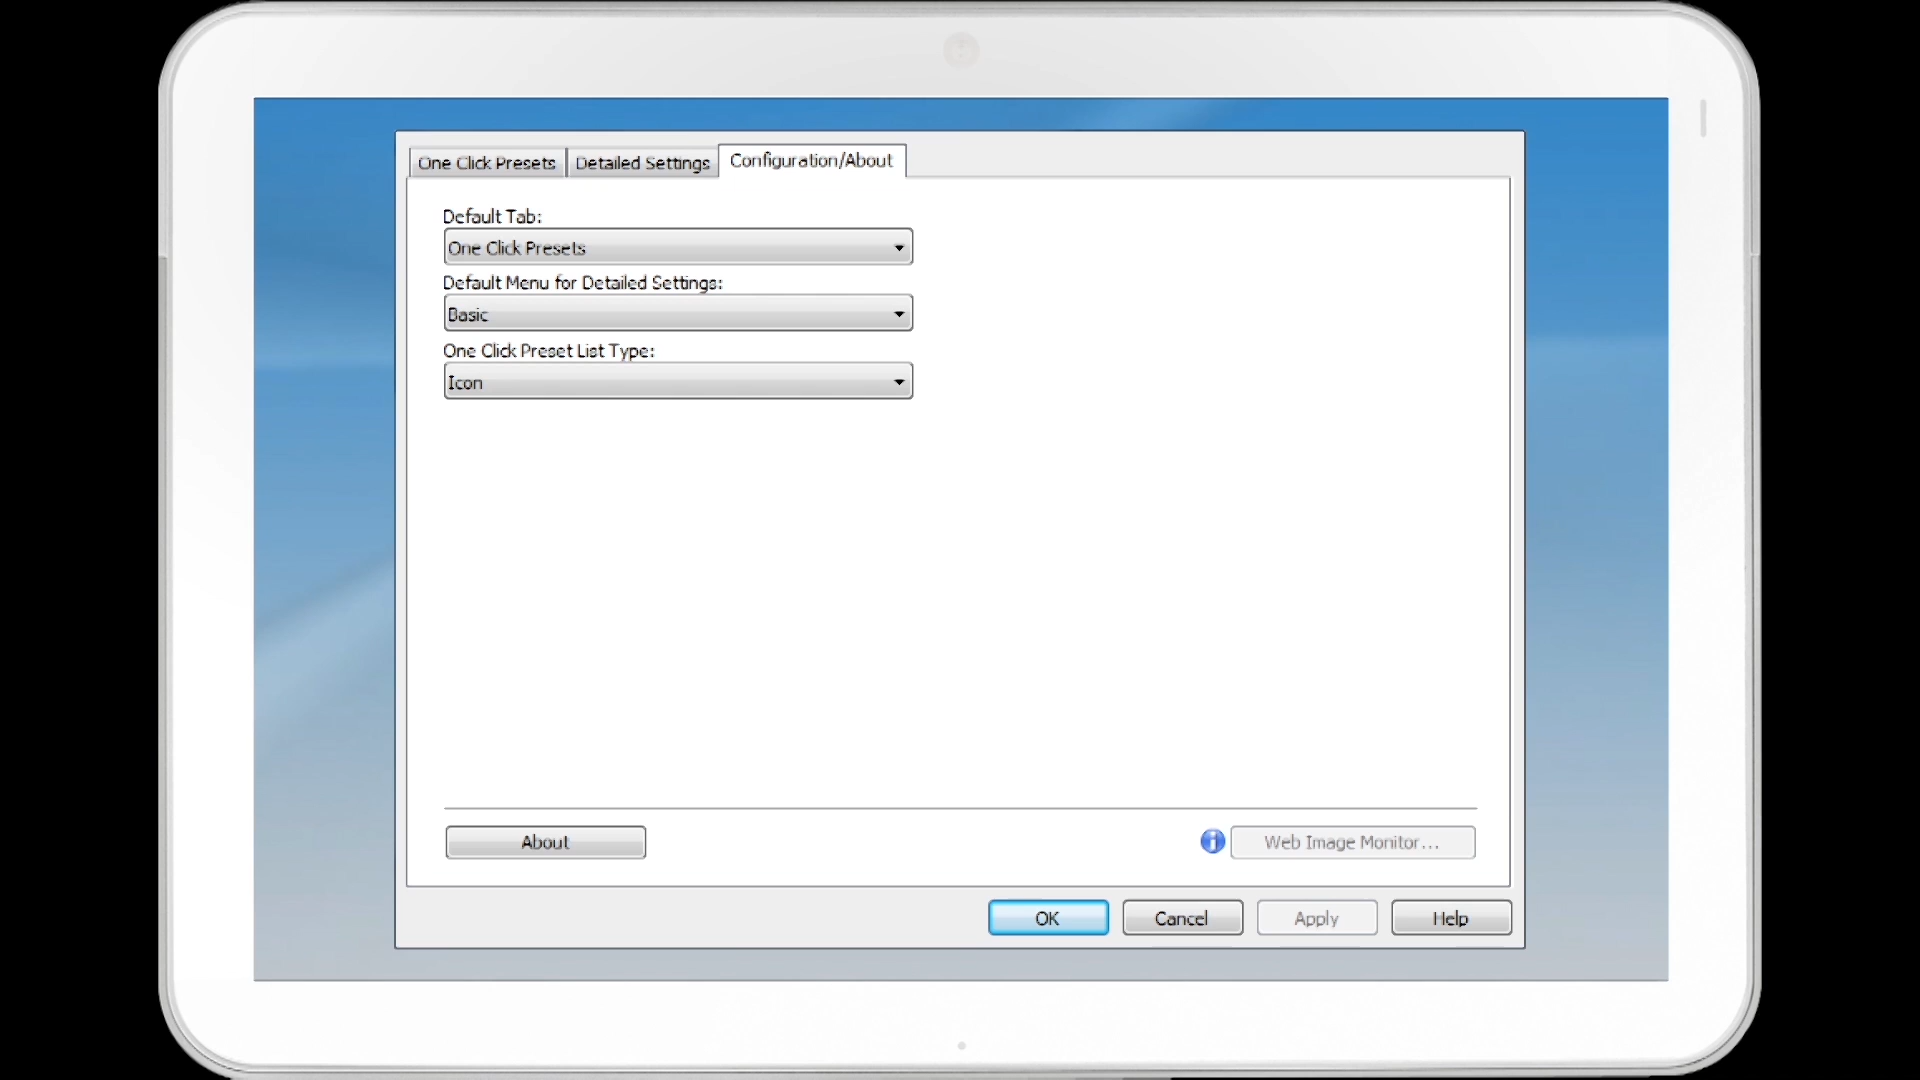 One Click Presets Detailed Settings Configuration/About
Default Tab:
One Click Presets
Default Menu for Detailed Settings:
Basic
One Click Preset List Type:
Icon
About Web Image Monitor...
OK Cancel Apply Help